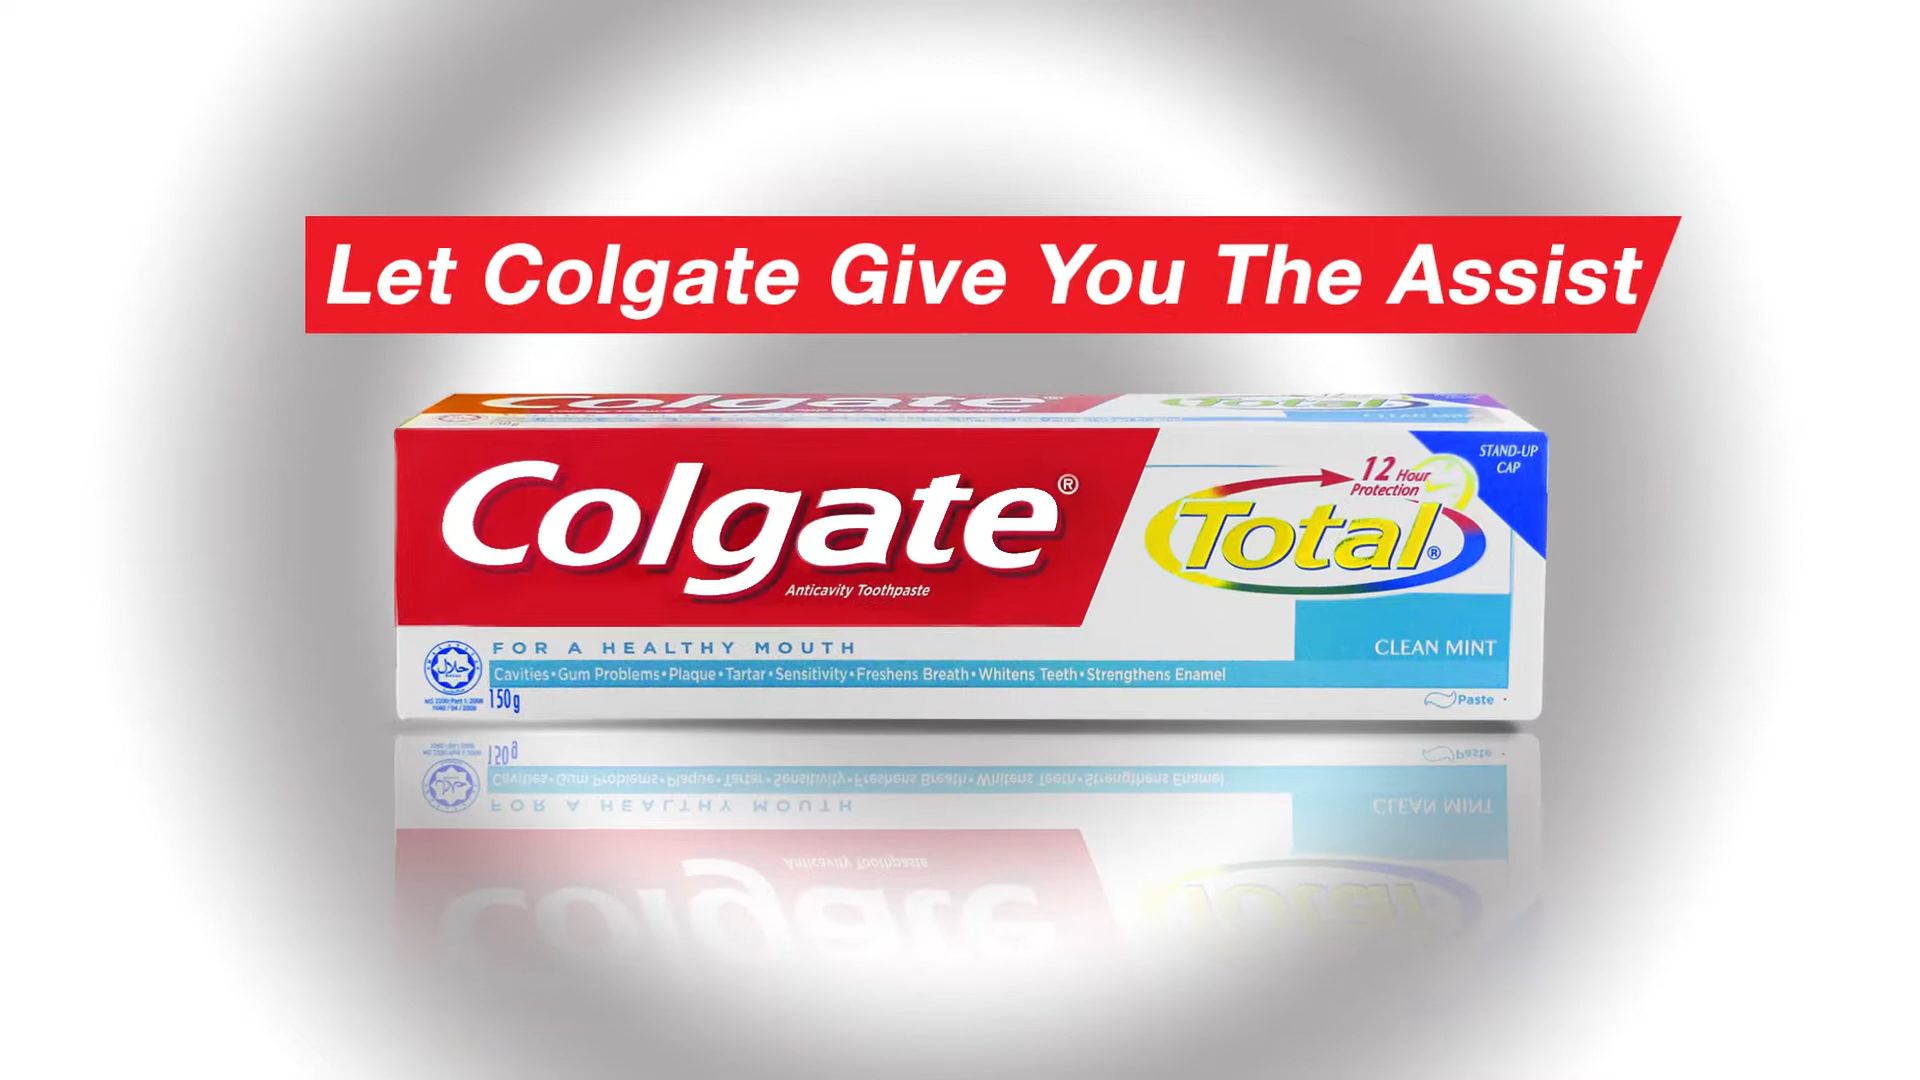 Let Colgate Give You The Assist
Colgate®
Anticavity Toothpaste
12 Hour
Protection
Total®
STAND-UP
CAP
CLEAN MINT
FOR A HEALTHY MOUTH
Cavities•Gum Problems•Plaque•Tartar•Sensitivity•Freshens Breath•Whitens Teeth•Strengthens Enamel
حلال
150g
Paste